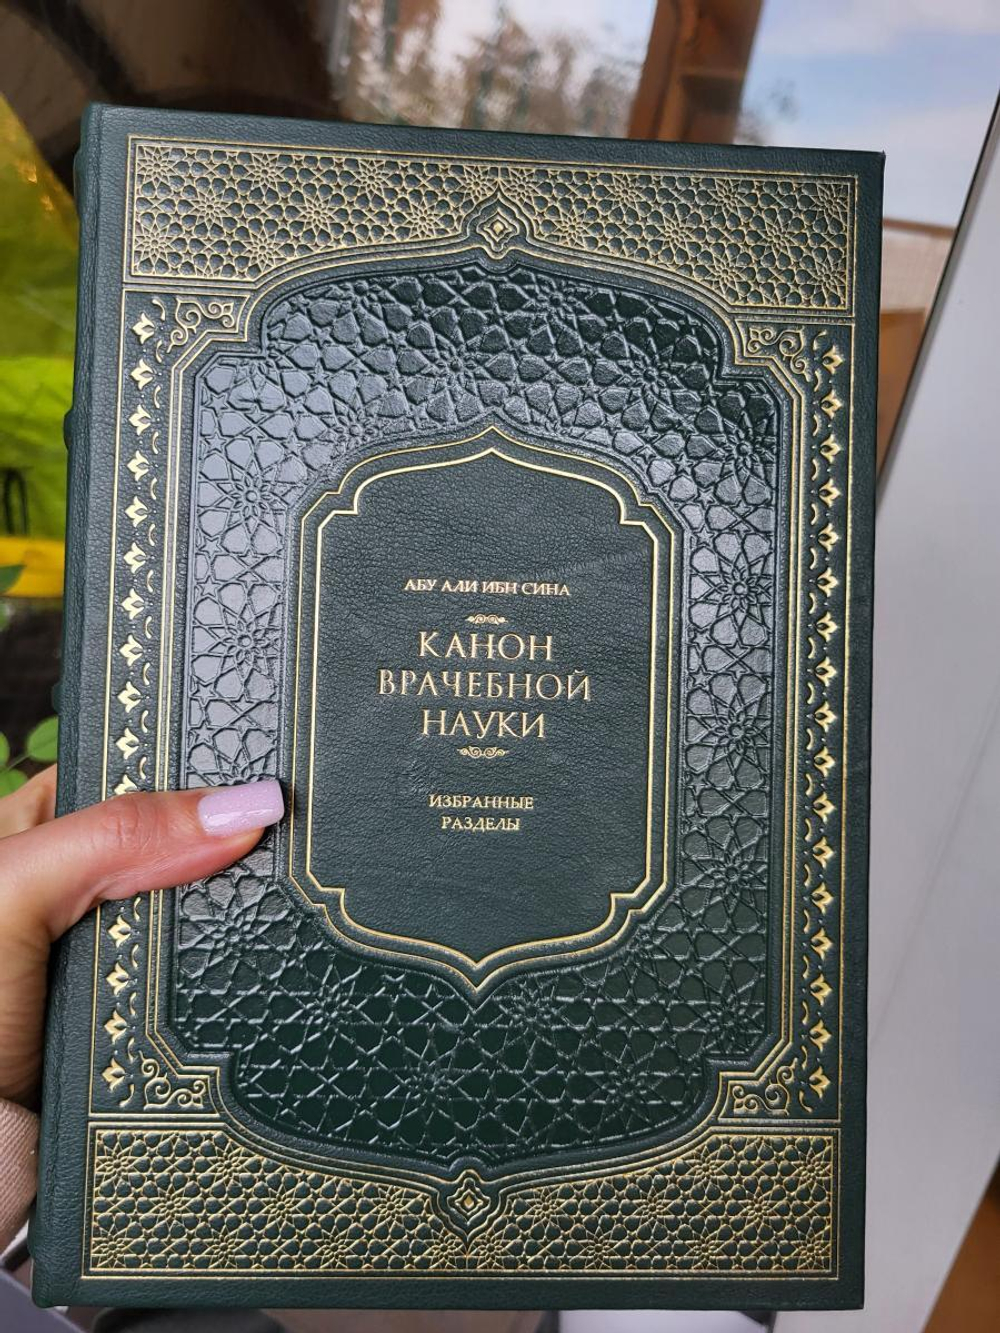 АБУ АЛИ ИБН СИНА
КАНОН
ВРАЧЕБНОЙ
НАУКИ
ИЗБРАННЫЕ
РАЗДЕЛЫ